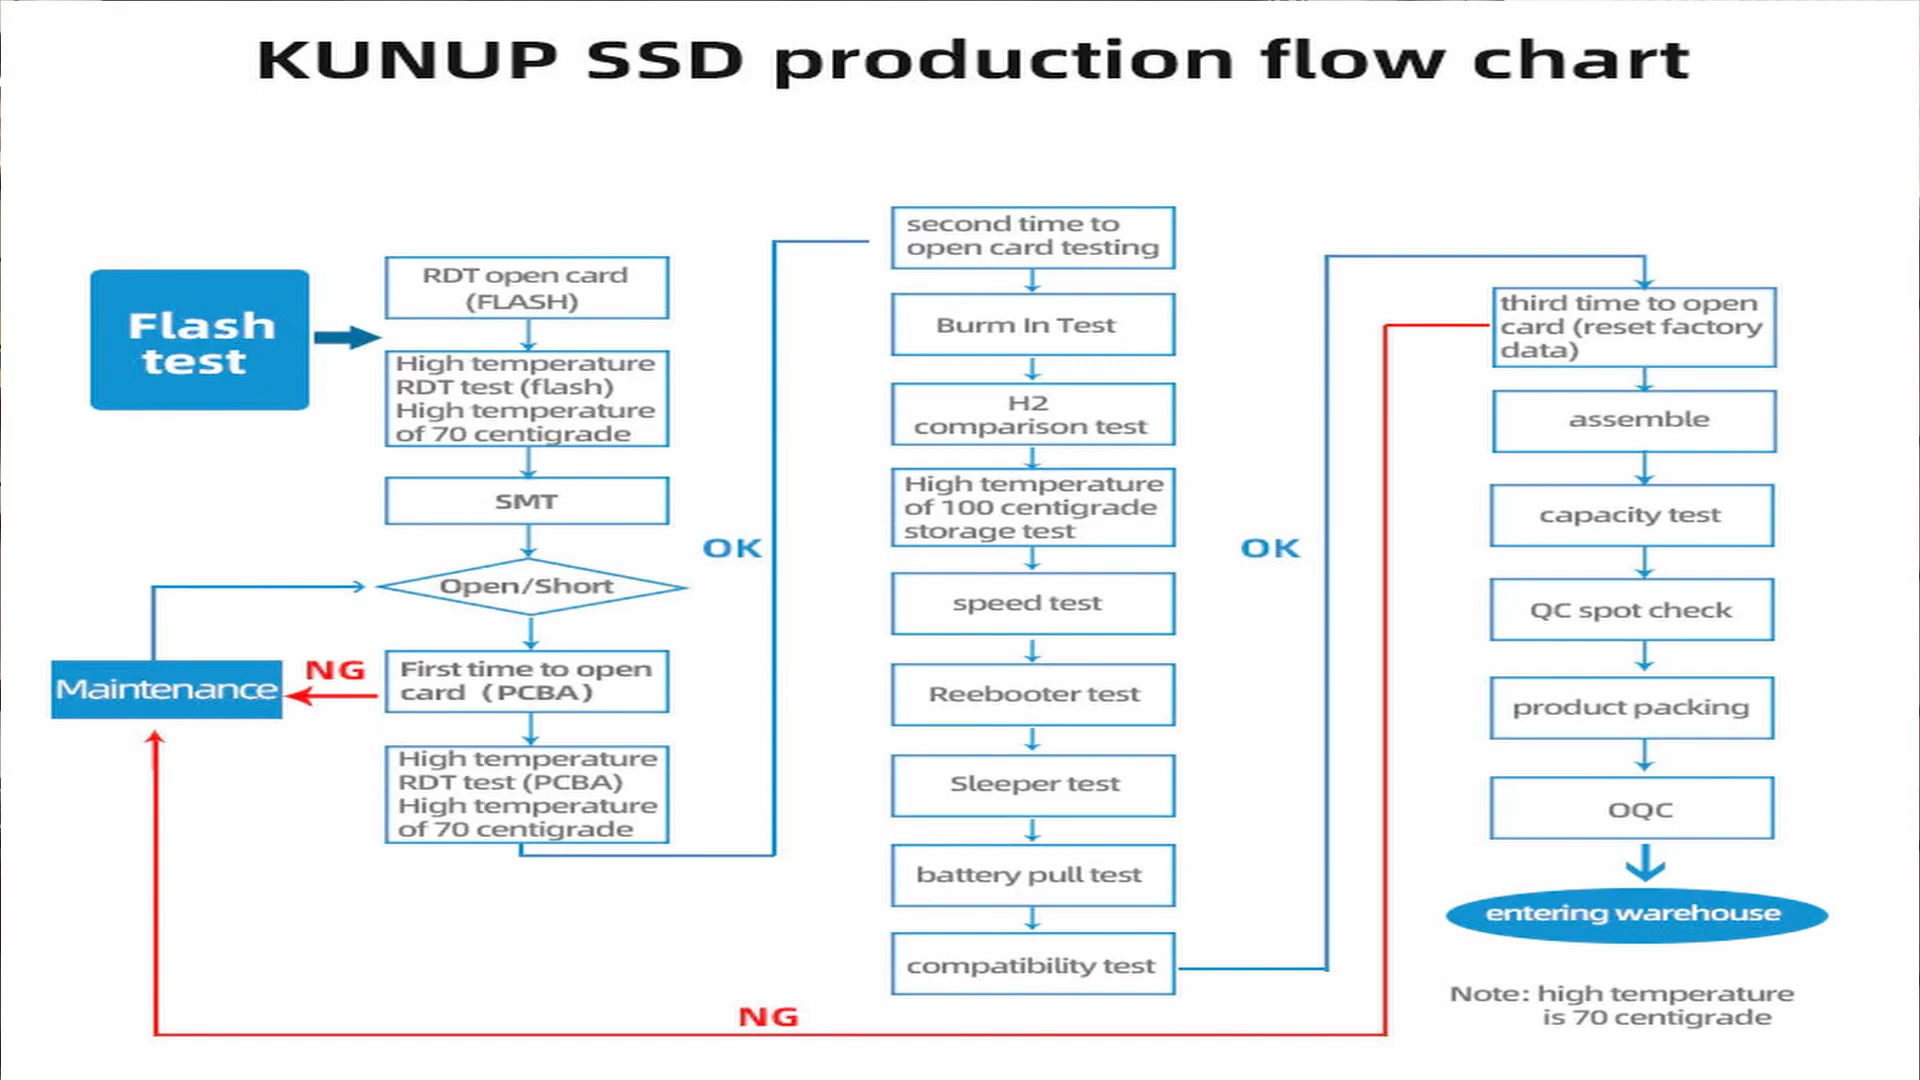 KUNUP SSD production flow chart
Flash
test
RDT open card
(FLASH)
High temperature
RDT test (flash)
High temperature
of 70 centigrade
SMT
Open/Short
Maintenance
NG
First time to open
card (PCBA)
High temperature
RDT test (PCBA)
High temperature
of 70 centigrade
OK
second time to
open card testing
Burm In Test
H2
comparison test
High temperature
of 100 centigrade
storage test
speed test
Reebooter test
Sleeper test
battery pull test
compatibility test
NG
OK
third time to open
card (reset factory
data)
assemble
capacity test
QC spot check
product packing
OQC
entering warehouse
Note: high temperature
is 70 centigrade